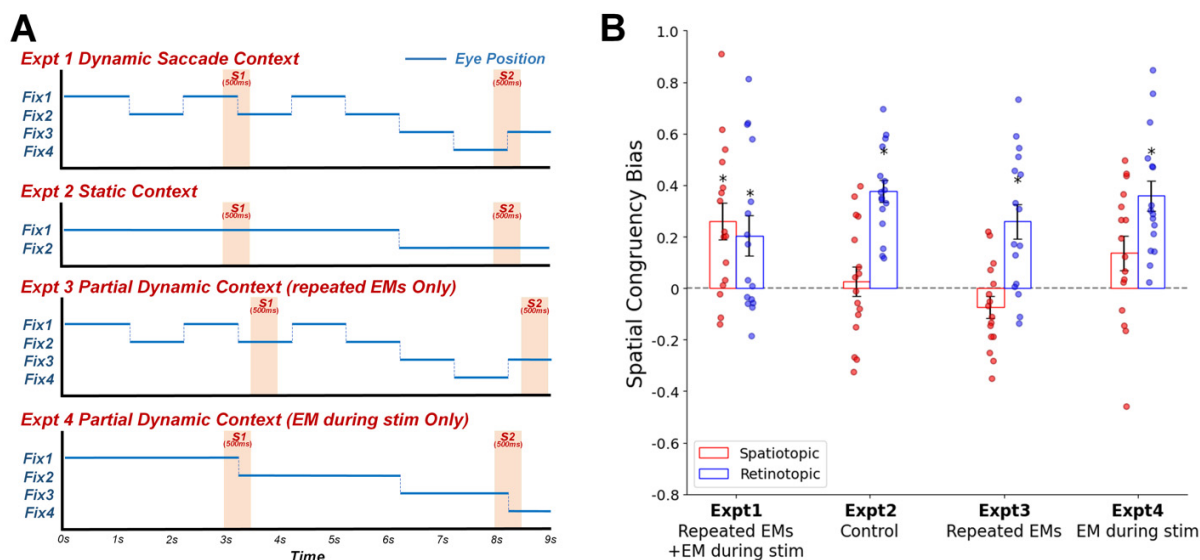 A
Expt 1 Dynamic Saccade Context
Eye Position
S1
(500ms)
S2
(500ms)
Fix1
Fix2
Fix3
Fix4
Expt 2 Static Context
S1
(500ms)
S2
(500ms)
Fix1
Fix2
Expt 3 Partial Dynamic Context (repeated EMs Only)
S1
(500ms)
S2
(500ms)
Fix1
Fix2
Fix3
Fix4
Expt 4 Partial Dynamic Context (EM during stim Only)
S1
(500ms)
S2
(500ms)
Fix1
Fix2
Fix3
Fix4
0s 1s 2s 3s 4s 5s 6s 7s 8s 9s
Time
B
Spatial Congruency Bias
1.0
0.8
0.6
0.4
0.2
0
-0.2
-0.4
-0.6
-0.8
* * * * *
Spatiotopic
Retinotopic
Expt1 Expt2 Expt3 Expt4
Repeated EMs Control Repeated EMs EM during stim
+EM during stim